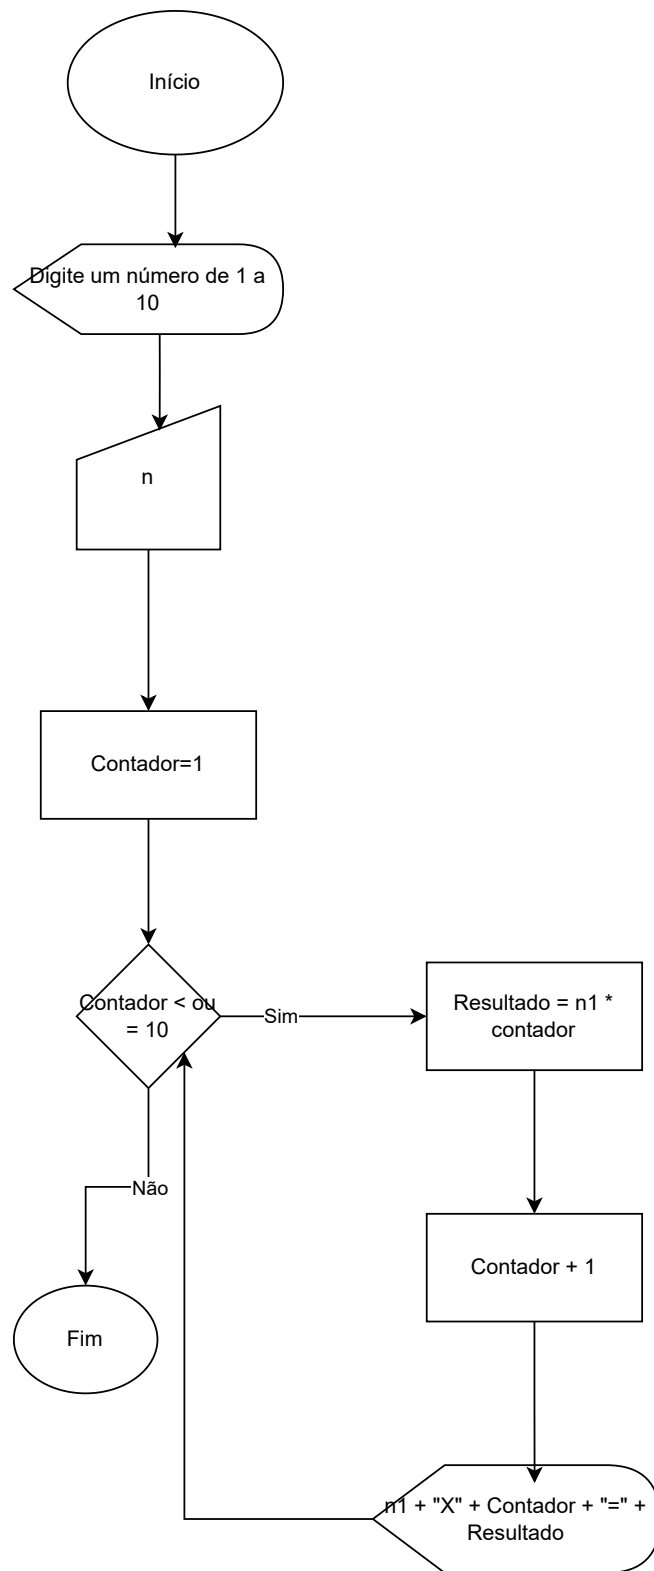 Início
Digite um número de 1 a
10
n
Contador=1
Contador < ou
= 10
Sim
Resultado = n1 *
contador
Contador + 1
n1 + "X" + Contador + "=" +
Resultado
Não
Fim